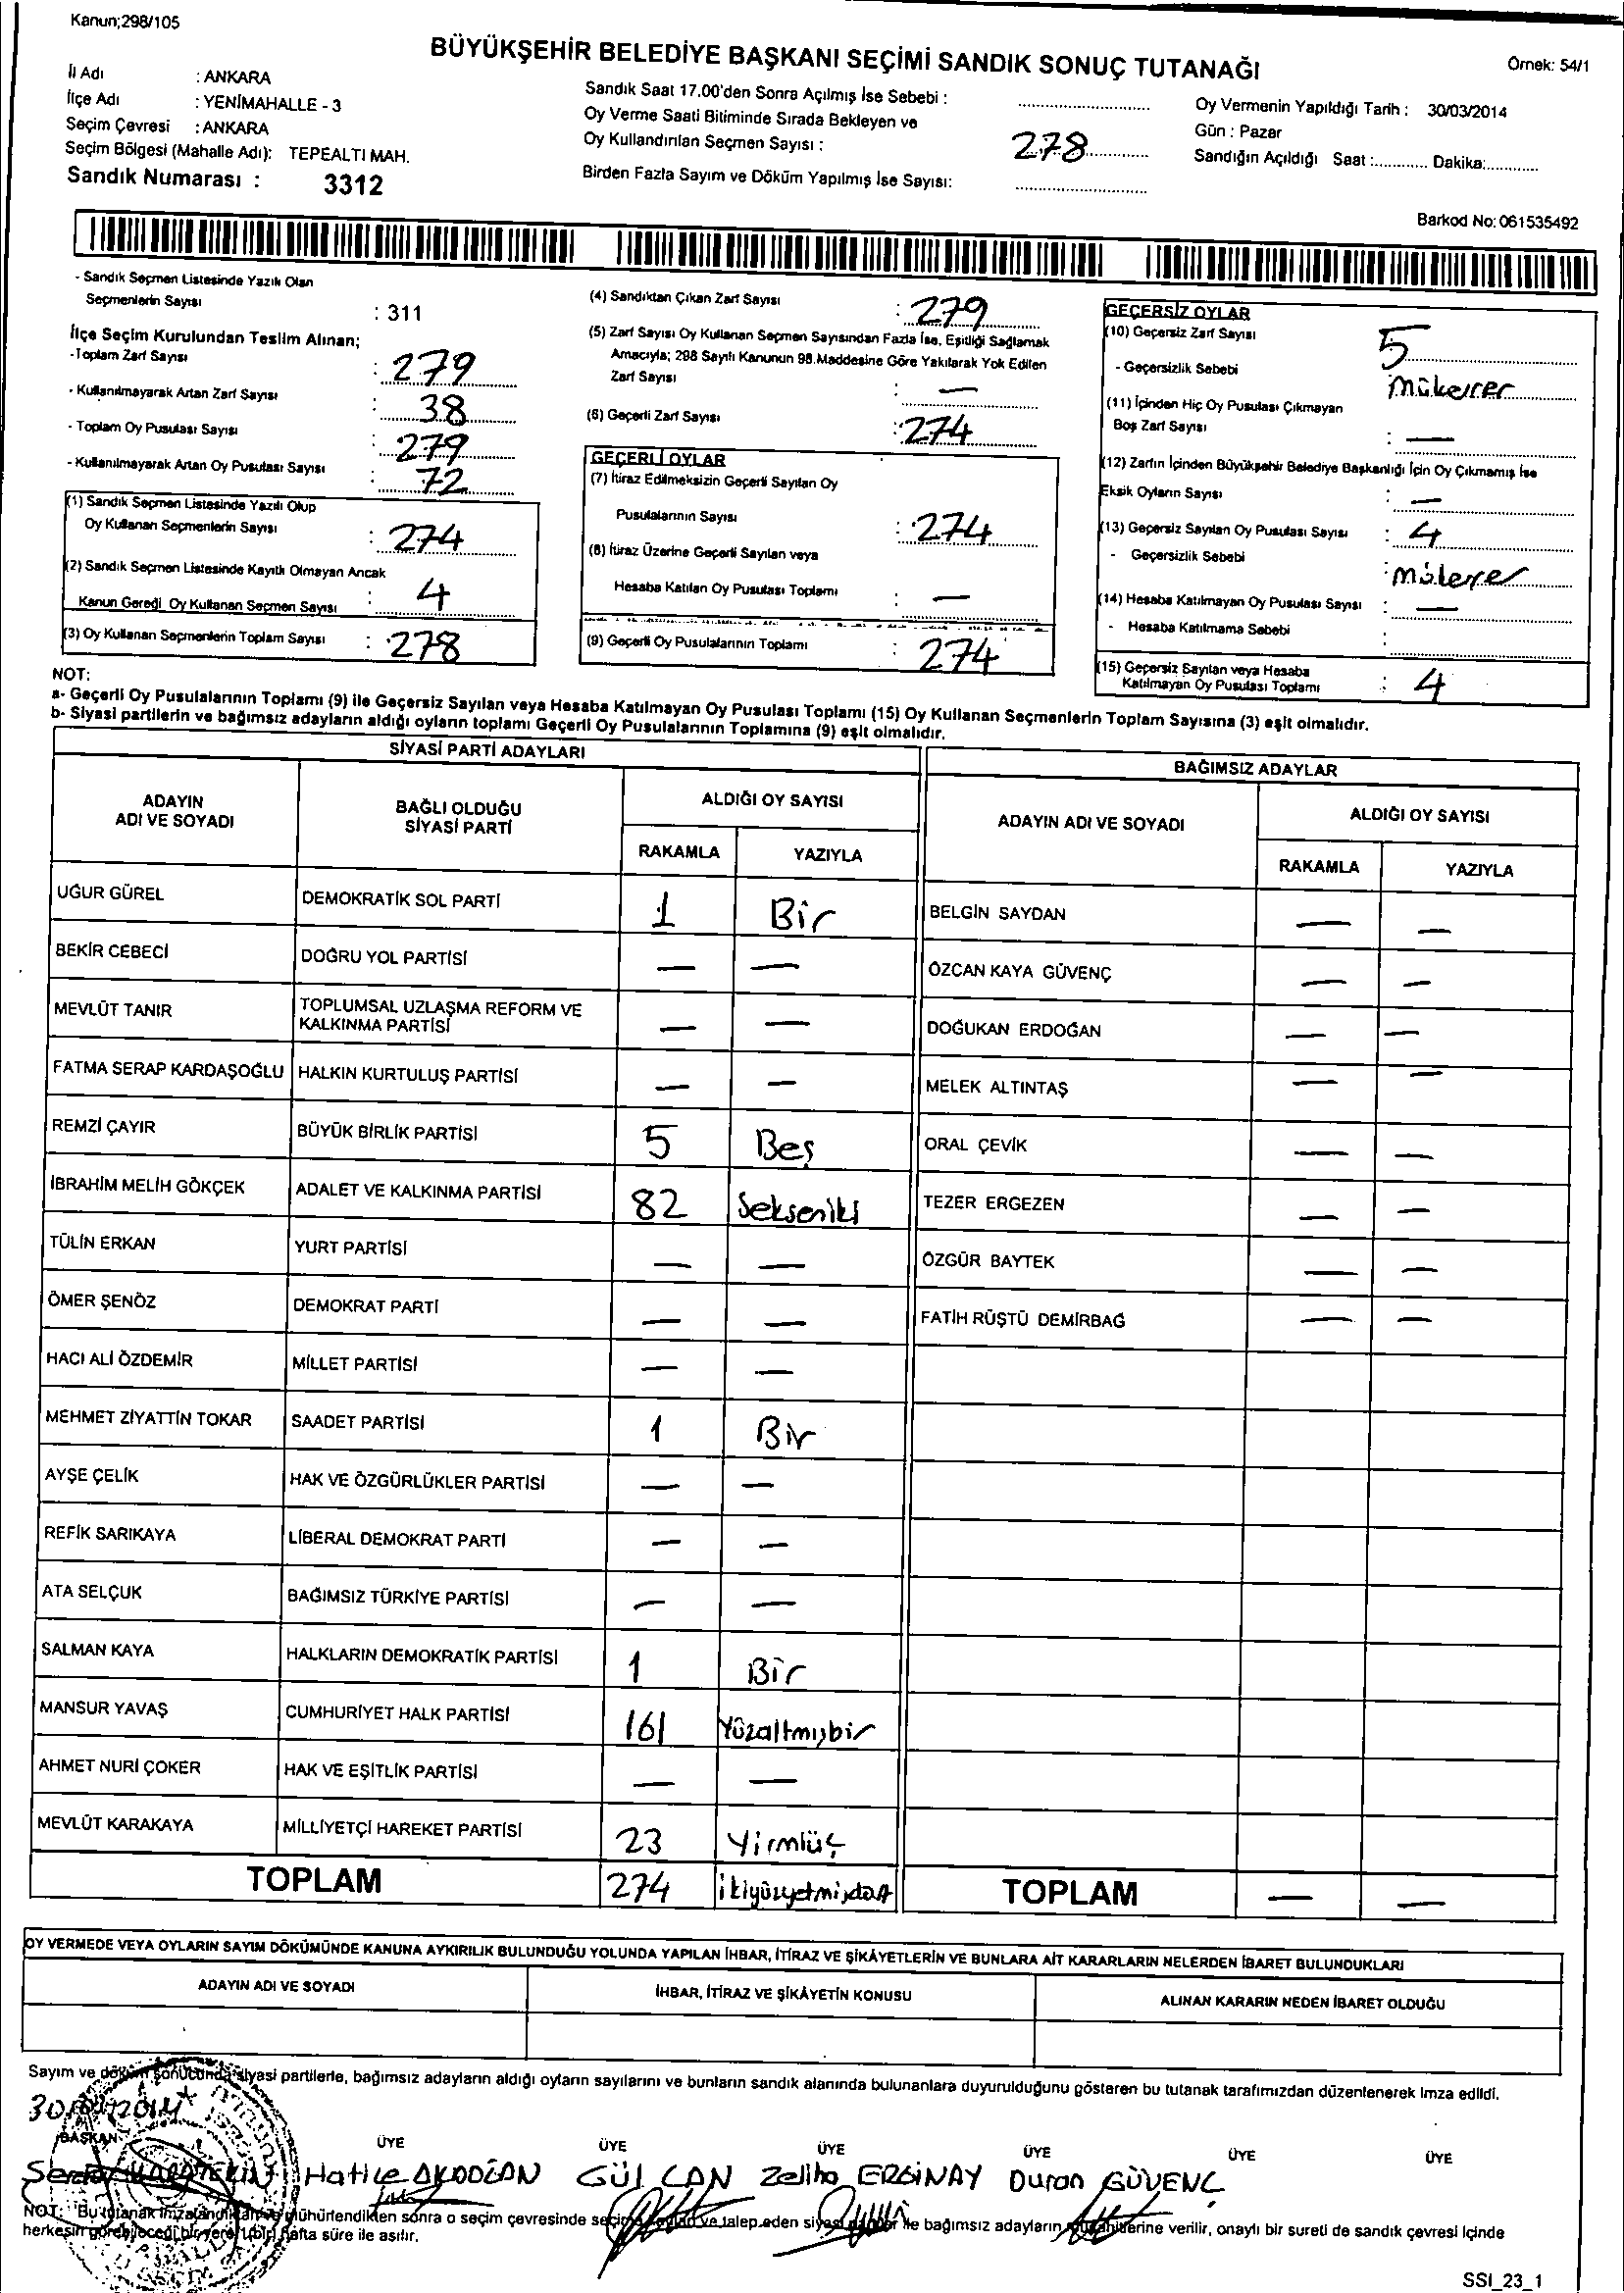 Kanun;298/105
BÜYÜKŞEHİR BELEDİYE BAŞKANI SEÇİMİ SANDIK SONUÇ TUTANAĞI
Örnek: 54/1
İl Adı : ANKARA
İlçe Adı : YENİMAHALLE - 3
Seçim Çevresi : ANKARA
Seçim Bölgesi (Mahalle Adı): TEPEALTI MAH.
Sandık Numarası : 3312
Sandık Saat 17.00'den Sonra Açılmış İse Sebebi :
Oy Verme Saati Bitiminde Sırada Bekleyen ve
Oy Kullandırılan Seçmen Sayısı : 278
Birden Fazla Sayım ve Döküm Yapılmış İse Sayısı:
Oy Vermenin Yapıldığı Tarih : 30/03/2014
Gün : Pazar
Sandığın Açıldığı Saat :............ Dakika:............
Barkod No: 061535492
- Sandık Seçmen Listesinde Yazılı Olan
Seçmenlerin Sayısı : 311
İlçe Seçim Kurulundan Teslim Alınan;
-Toplam Zarf Sayısı : 279
- Kullanılmayarak Artan Zarf Sayısı : 38
- Toplam Oy Pusulası Sayısı : 279
- Kullanılmayarak Artan Oy Pusulası Sayısı : 72
(1) Sandık Seçmen Listesinde Yazılı Olup
Oy Kullanan Seçmenlerin Sayısı : 274
(2) Sandık Seçmen Listesinde Kayıtlı Olmayan Ancak
Kanun Gereği Oy Kullanan Seçmen Sayısı : 4
(3) Oy Kullanan Seçmenlerin Toplam Sayısı : 278
(4) Sandıktan Çıkan Zarf Sayısı : 279
(5) Zarf Sayısı Oy Kullanan Seçmen Sayısından Fazla İse, Eşitliği Sağlamak
Amacıyla; 298 Sayılı Kanunun 98.Maddesine Göre Yakılarak Yok Edilen
Zarf Sayısı : —
(6) Geçerli Zarf Sayısı : 274
GEÇERLİ OYLAR
(7) İtiraz Edilmeksizin Geçerli Sayılan Oy
Pusulalarının Sayısı : 274
(8) İtiraz Üzerine Geçerli Sayılan veya
Hesaba Katılan Oy Pusulası Toplamı : —
(9) Geçerli Oy Pusulalarının Toplamı : 274
GEÇERSİZ OYLAR
(10) Geçersiz Zarf Sayısı 5
- Geçersizlik Sebebi mükerrer
(11) İçinden Hiç Oy Pusulası Çıkmayan
Boş Zarf Sayısı : —
(12) Zarfın İçinden Büyükşehir Belediye Başkanlığı İçin Oy Çıkmamış İse
Eksik Oyların Sayısı : —
(13) Geçersiz Sayılan Oy Pusulası Sayısı : 4
- Geçersizlik Sebebi :
(14) Hesaba Katılmayan Oy Pusulası Sayısı : —
- Hesaba Katılmama Sebebi :
(15) Geçersiz Sayılan veya Hesaba
Katılmayan Oy Pusulası Toplamı : 4
NOT:
a- Geçerli Oy Pusulalarının Toplamı (9) ile Geçersiz Sayılan veya Hesaba Katılmayan Oy Pusulası Toplamı (15) Oy Kullanan Seçmenlerin Toplam Sayısına (3) eşit olmalıdır.
b- Siyasi partilerin ve bağımsız adayların aldığı oyların toplamı Geçerli Oy Pusulalarının Toplamına (9) eşit olmalıdır.
SİYASİ PARTİ ADAYLARI
ADAYIN ADI VE SOYADI BAĞLI OLDUĞU SİYASİ PARTİ ALDIĞI OY SAYISI
RAKAMLA YAZIYLA
UĞUR GÜREL DEMOKRATİK SOL PARTİ 1 Bir
BEKİR CEBECİ DOĞRU YOL PARTİSİ — —
MEVLÜT TANIR TOPLUMSAL UZLAŞMA REFORM VE KALKINMA PARTİSİ — —
FATMA SERAP KARDAŞOĞLU HALKIN KURTULUŞ PARTİSİ — —
REMZİ ÇAYIR BÜYÜK BİRLİK PARTİSİ 5 Beş
İBRAHİM MELİH GÖKÇEK ADALET VE KALKINMA PARTİSİ 82 Sekseniki
TÜLİN ERKAN YURT PARTİSİ — —
ÖMER ŞENÖZ DEMOKRAT PARTİ — —
HACI ALİ ÖZDEMİR MİLLET PARTİSİ — —
MEHMET ZİYATTİN TOKAR SAADET PARTİSİ 1 Bir
AYŞE ÇELİK HAK VE ÖZGÜRLÜKLER PARTİSİ — —
REFİK SARIKAYA LİBERAL DEMOKRAT PARTİ — —
ATA SELÇUK BAĞIMSIZ TÜRKİYE PARTİSİ — —
SALMAN KAYA HALKLARIN DEMOKRATİK PARTİSİ 1 Bir
MANSUR YAVAŞ CUMHURİYET HALK PARTİSİ 161 Yüzaltmışbir
AHMET NURİ ÇOKER HAK VE EŞİTLİK PARTİSİ — —
MEVLÜT KARAKAYA MİLLİYETÇİ HAREKET PARTİSİ 23 Yirmiüç
TOPLAM 274 ikiyüzyetmişdört
BAĞIMSIZ ADAYLAR
ADAYIN ADI VE SOYADI ALDIĞI OY SAYISI
RAKAMLA YAZIYLA
BELGİN SAYDAN — —
ÖZCAN KAYA GÜVENÇ — —
DOĞUKAN ERDOĞAN — —
MELEK ALTINTAŞ — —
ORAL ÇEVİK — —
TEZER ERGEZEN — —
ÖZGÜR BAYTEK — —
FATİH RÜŞTÜ DEMİRBAĞ — —
TOPLAM — —
OY VERMEDE VEYA OYLARIN SAYIM DÖKÜMÜNDE KANUNA AYKIRILIK BULUNDUĞU YOLUNDA YAPILAN İHBAR, İTİRAZ VE ŞİKÂYETLERİN VE BUNLARA AİT KARARLARIN NELERDEN İBARET BULUNDUKLARI
ADAYIN ADI VE SOYADI İHBAR, İTİRAZ VE ŞİKÂYETİN KONUSU ALINAN KARARIN NEDEN İBARET OLDUĞU
Sayım ve döküm sonucunda siyasi partilerle, bağımsız adayların aldığı oyların sayılarını ve bunların sandık alanında bulunanlara duyurulduğunu gösteren bu tutanak tarafımızdan düzenlenerek imza edildi.
BAŞKAN ÜYE ÜYE ÜYE ÜYE ÜYE ÜYE
Hatice AKDOĞAN GÜL CAN Zeliha ERGİNAY Duran GÜVENÇ
NOT: Bu tutanak imzalandıktan ve mühürlendikten sonra o seçim çevresinde seçime katılan ve talep eden siyasi partiler ile bağımsız adayların müşahitlerine verilir, onaylı bir sureti de sandık çevresi içinde
herkesin görebileceği bir yere 1 (bir) hafta süre ile asılır.
SSI_23_1